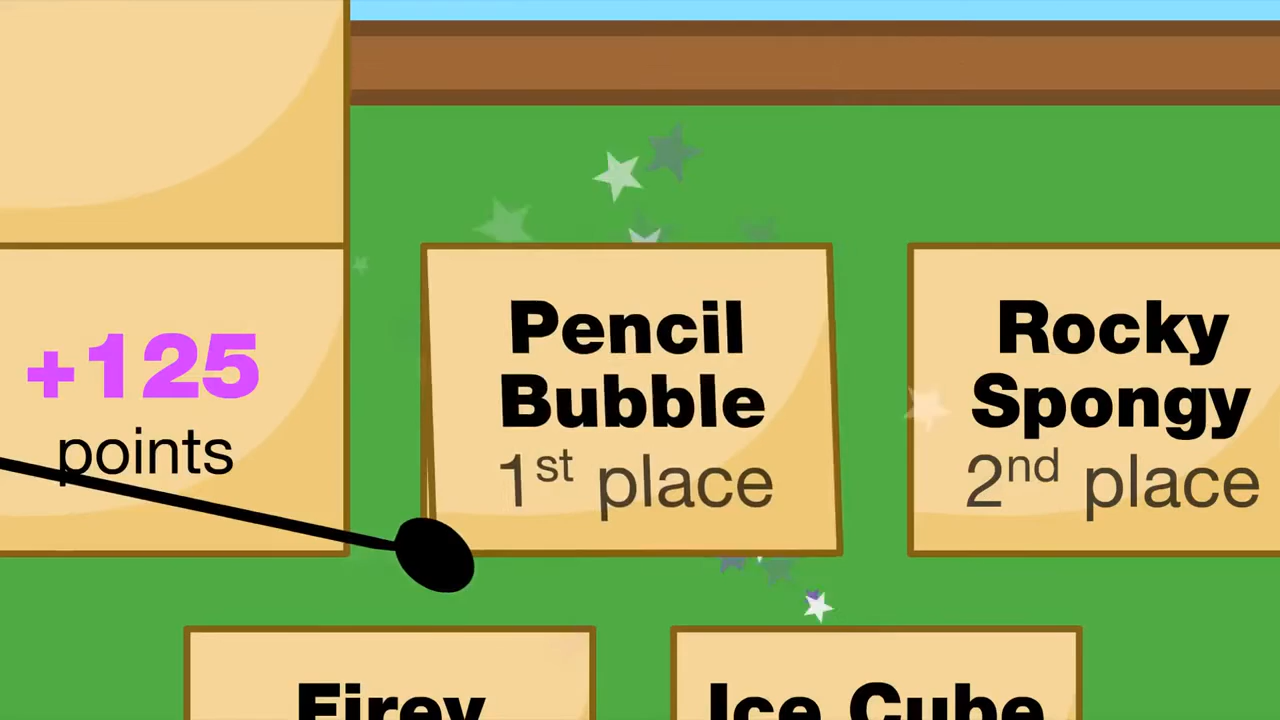 +125
points
Pencil
Bubble
1st place
Rocky
Spongy
2nd place
Firey
Ice Cube